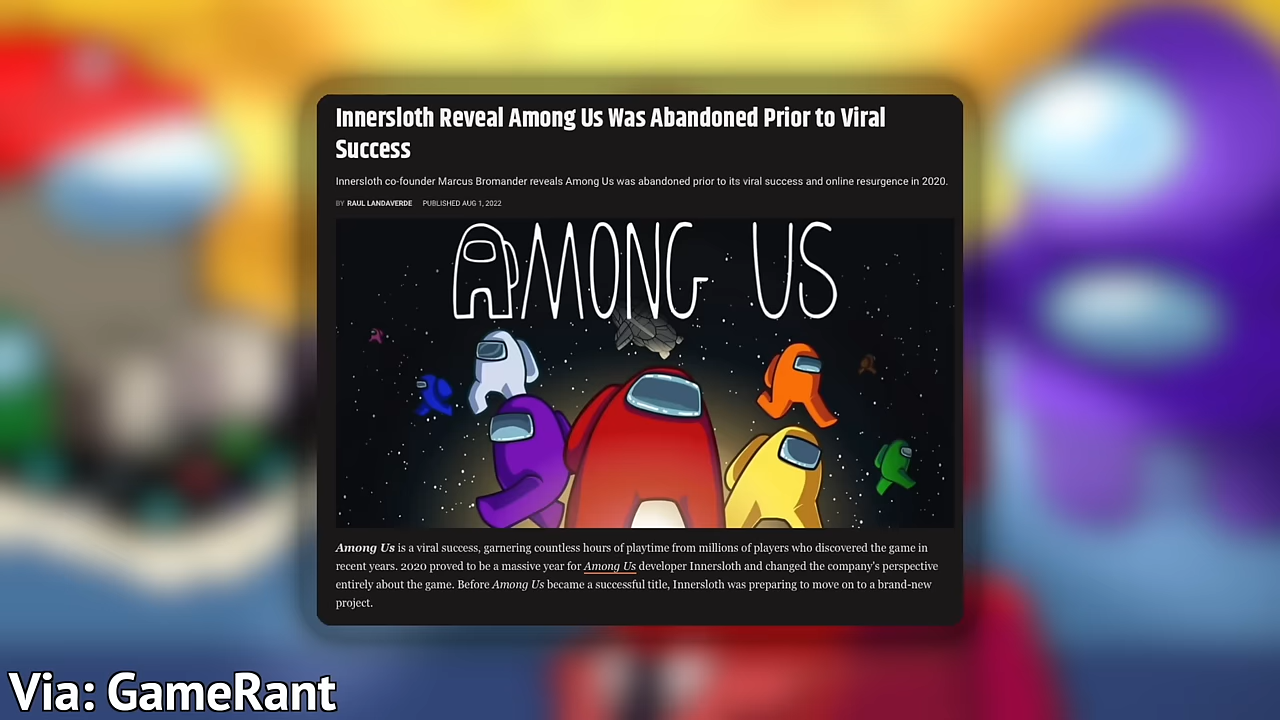 Innersloth Reveal Among Us Was Abandoned Prior to Viral
Success
Innersloth co-founder Marcus Bromander reveals Among Us was abandoned prior to its viral success and online resurgence in 2020.
BY RAUL LANDAVERDE PUBLISHED AUG 1, 2022
AMONG US
Among Us is a viral success, garnering countless hours of playtime from millions of players who discovered the game in
recent years. 2020 proved to be a massive year for Among Us developer Innersloth and changed the company's perspective
entirely about the game. Before Among Us became a successful title, Innersloth was preparing to move on to a brand-new
project.
Via: GameRant